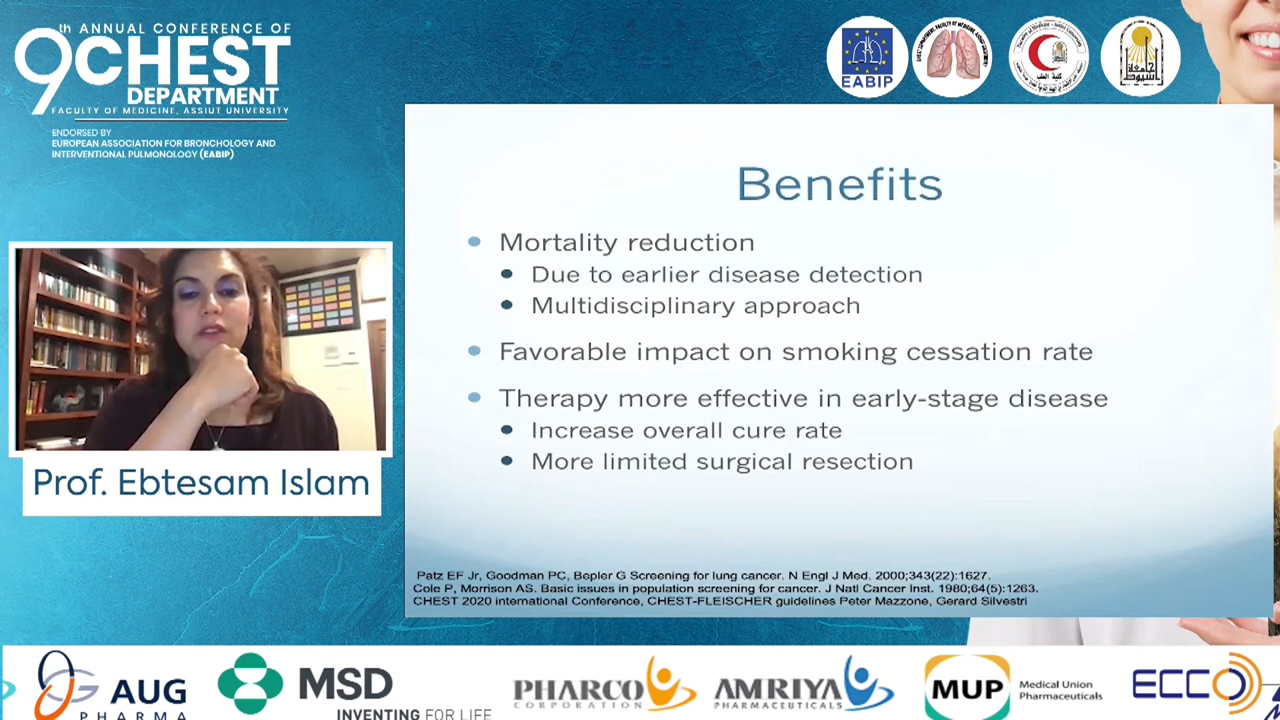 9th ANNUAL CONFERENCE OF
CHEST
DEPARTMENT
FACULTY OF MEDICINE, ASSIUT UNIVERSITY
ENDORSED BY
EUROPEAN ASSOCIATION FOR BRONCHOLOGY AND
INTERVENTIONAL PULMONOLOGY (EABIP)
EABIP
كلية الطب
Benefits
Mortality reduction
Due to earlier disease detection
Multidisciplinary approach
Favorable impact on smoking cessation rate
Therapy more effective in early-stage disease
Increase overall cure rate
More limited surgical resection
Patz EF Jr, Goodman PC, Bepler G Screening for lung cancer. N Engl J Med. 2000;343(22):1627.
Cole P, Morrison AS. Basic issues in population screening for cancer. J Natl Cancer Inst. 1980;64(5):1263.
CHEST 2020 international Conference, CHEST-FLEISCHER guidelines Peter Mazzone, Gerard Silvestri
Prof. Ebtesam Islam
AUG
PHARMA
MSD
INVENTING FOR LIFE
PHARCO
CORPORATION
AMRIYA
PHARMACEUTICALS
MUP
Medical Union
Pharmaceuticals
ECCO